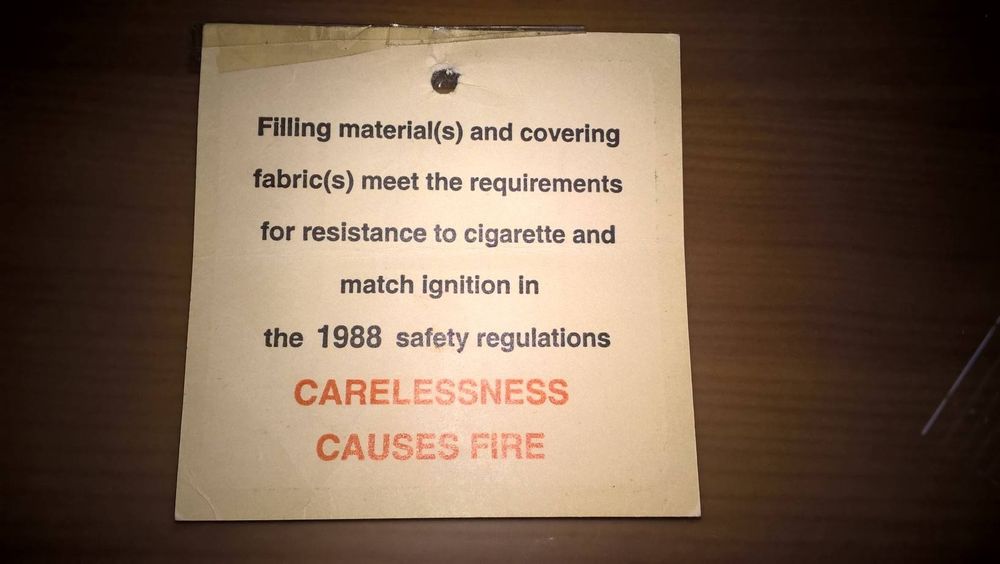 Filling material(s) and covering
fabric(s) meet the requirements
for resistance to cigarette and
match ignition in
the 1988 safety regulations
CARELESSNESS
CAUSES FIRE